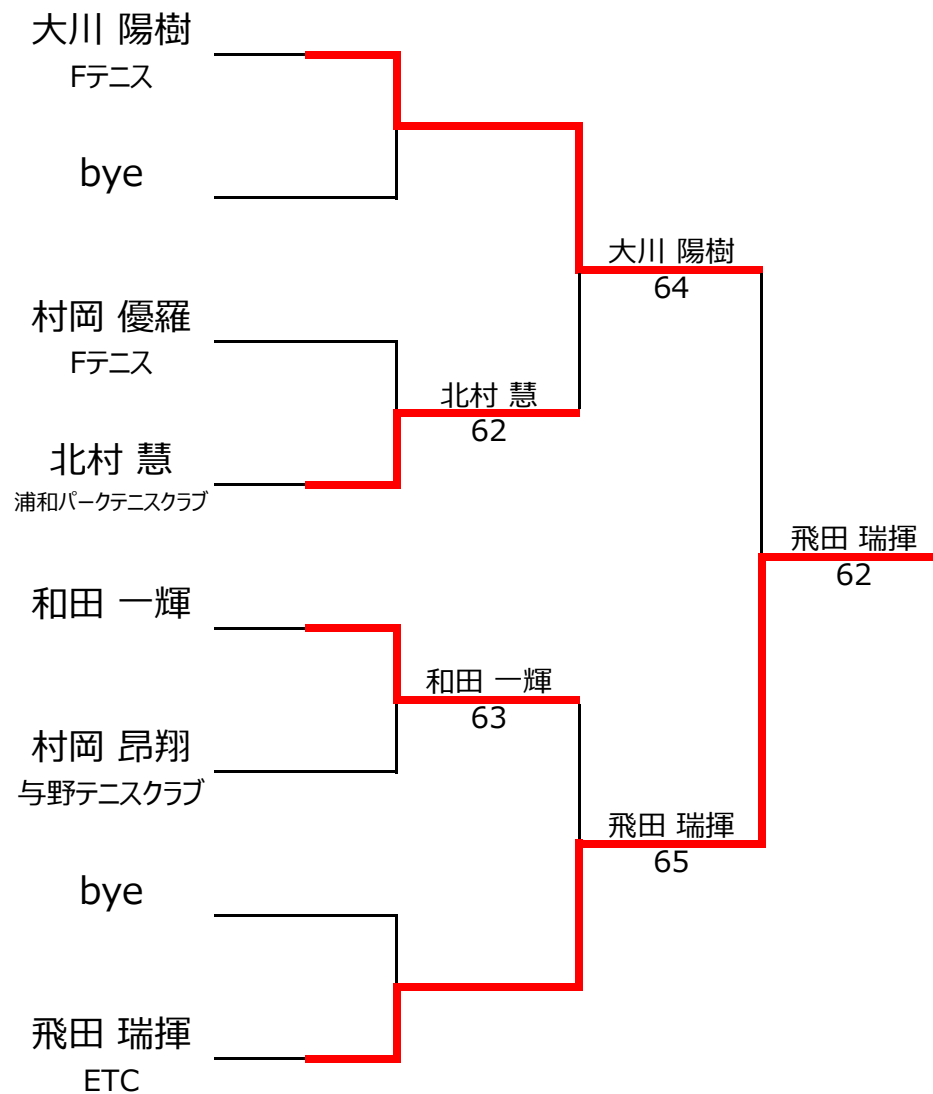 大川 陽樹
Fテニス
bye
大川 陽樹
64
村岡 優羅
Fテニス
北村 慧
62
北村 慧
浦和パークテニスクラブ
飛田 瑞揮
62
和田 一輝
和田 一輝
63
村岡 昂翔
与野テニスクラブ
飛田 瑞揮
65
bye
飛田 瑞揮
ETC